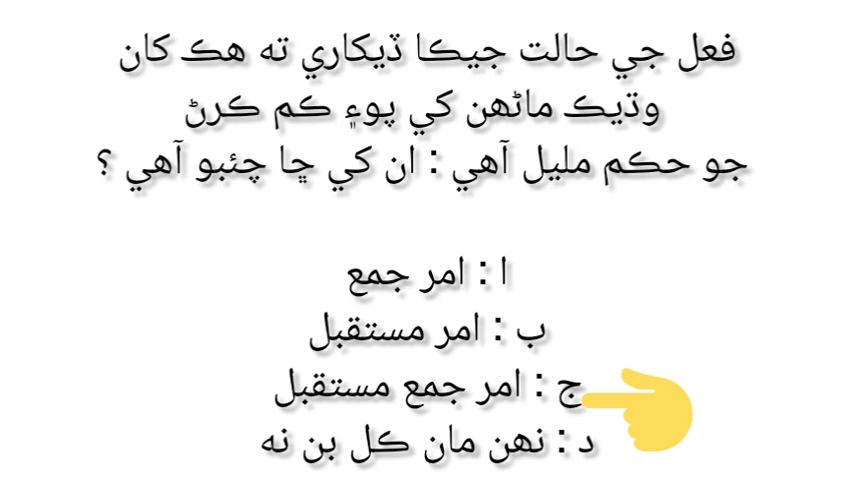 فعل جي حالت جيڪا ڏيکاري ته هڪ کان
وڌيڪ ماڻهن کي پوءِ ڪم ڪرڻ
جو حڪم مليل آهي : ان کي ڇا چئبو آهي ؟
ا : امر جمع
ب : امر مستقبل
ج : امر جمع مستقبل
د : نهن مان ڪل بن نه